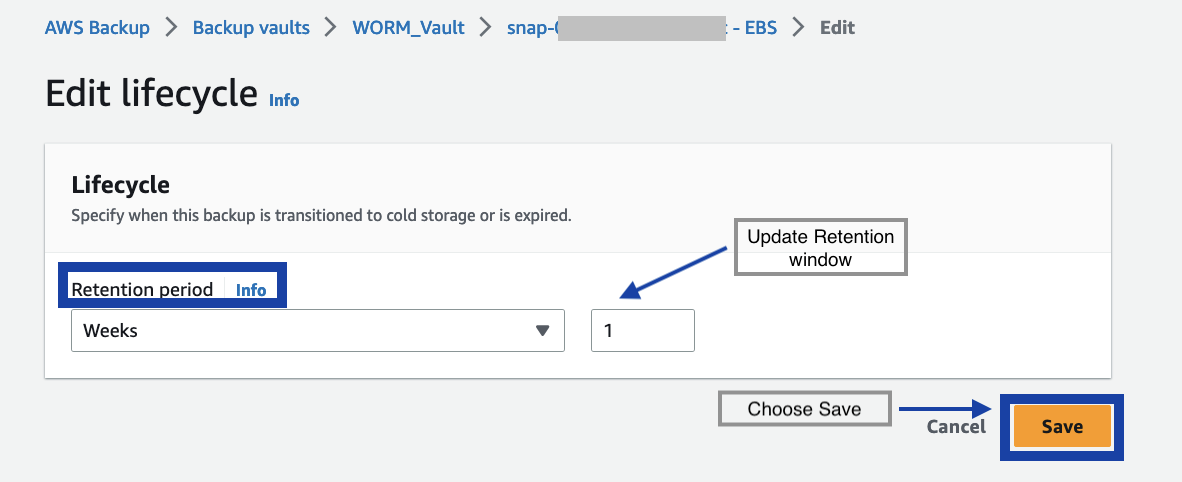 AWS Backup > Backup vaults > WORM_Vault > snap- - EBS > Edit
Edit lifecycle Info
Lifecycle
Specify when this backup is transitioned to cold storage or is expired.
Update Retention
window
Retention period Info
Weeks 1
Choose Save
Cancel Save